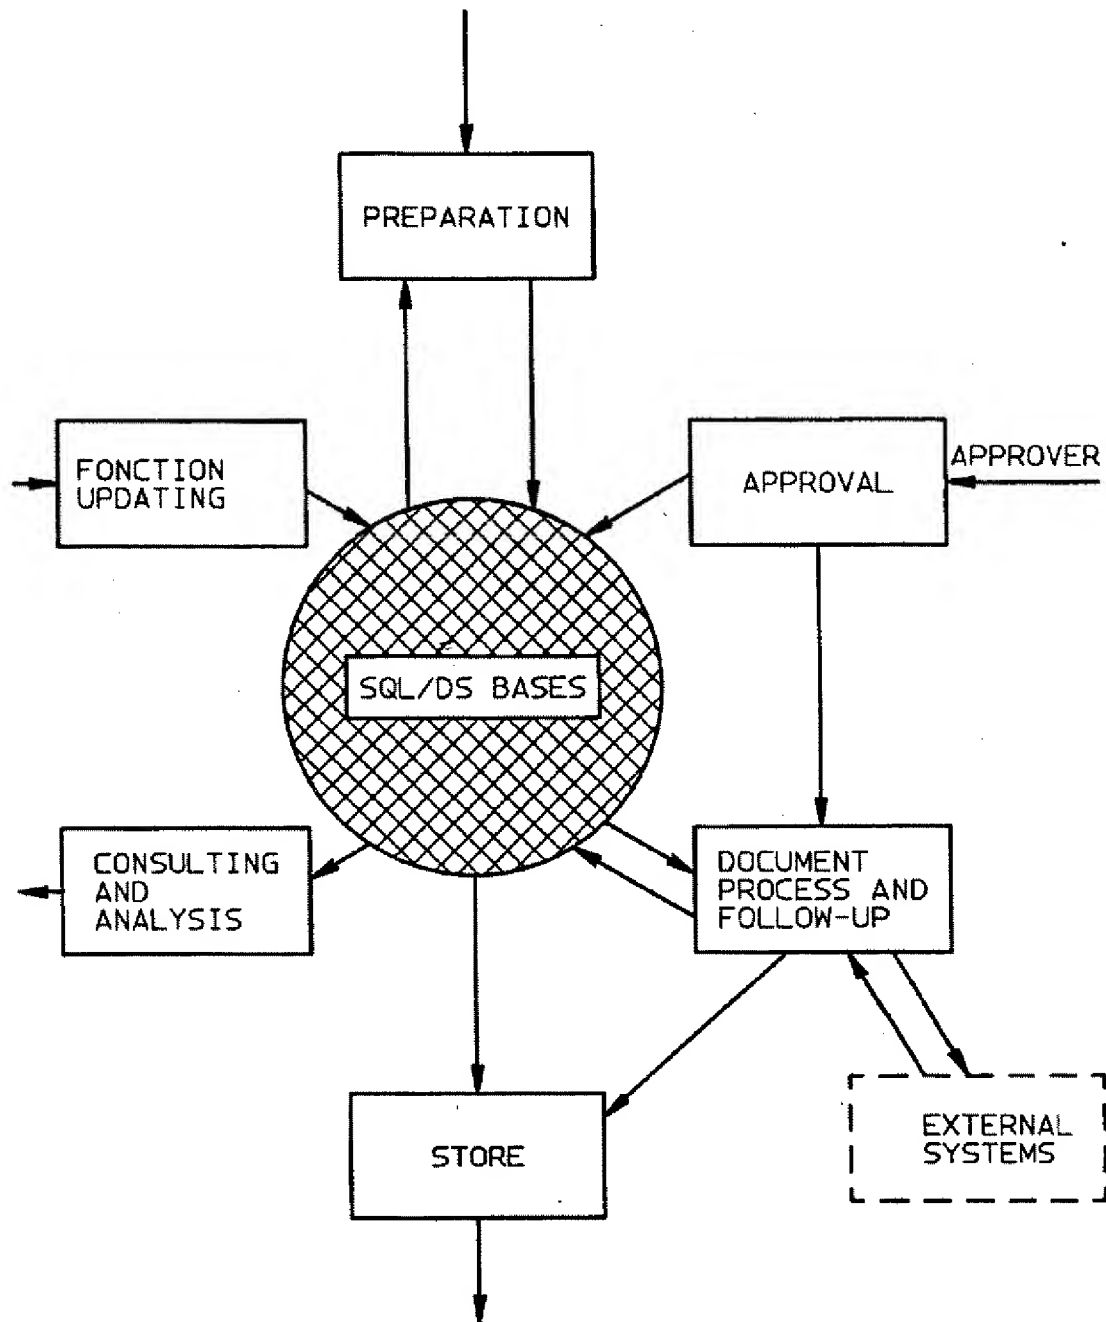 PREPARATION
FONCTION
UPDATING
APPROVAL
APPROVER
SQL/DS BASES
CONSULTING
AND
ANALYSIS
DOCUMENT
PROCESS AND
FOLLOW-UP
STORE
EXTERNAL
SYSTEMS